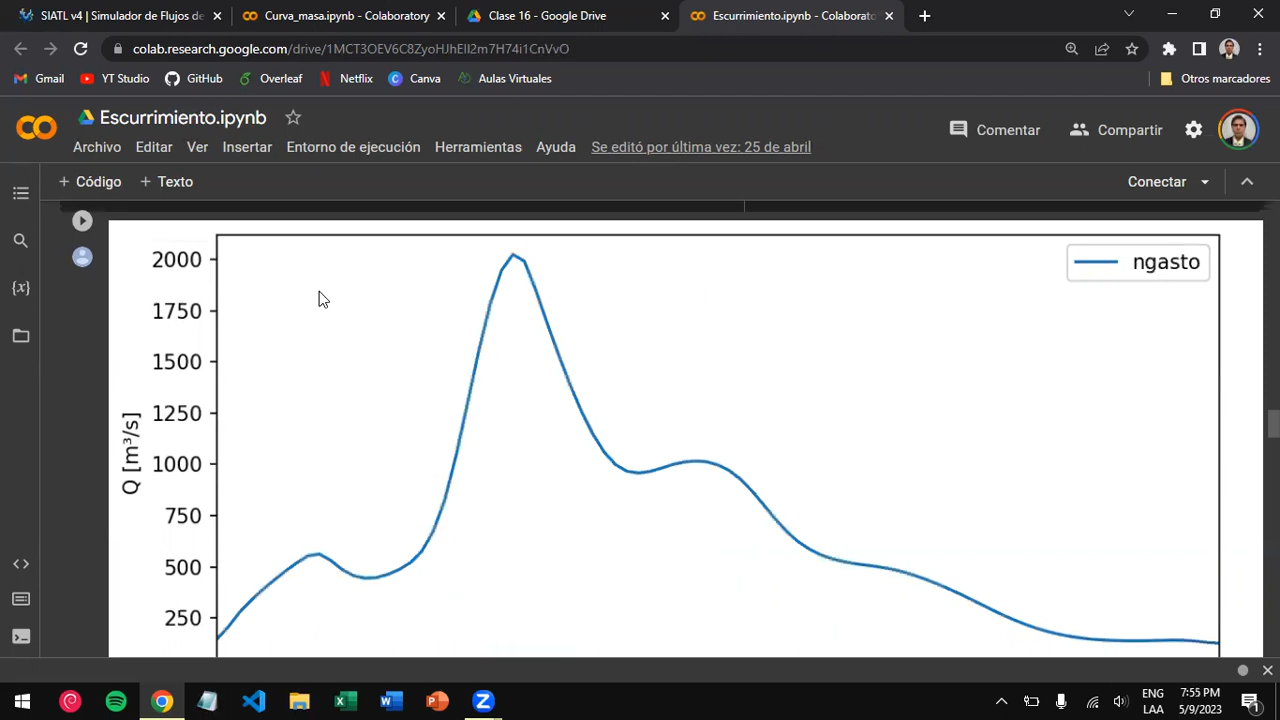 SIATL v4 | Simulador de Flujos de
Curva_masa.ipynb - Colaboratory
Clase 16 - Google Drive
Escurrimiento.ipynb - Colaborato
colab.research.google.com/drive/1MCT3OEV6C8ZyoHJhEII2m7H74i1CnVvO
Gmail
YT Studio
GitHub
Overleaf
Netflix
Canva
Aulas Virtuales
Otros marcadores
Escurrimiento.ipynb
Comentar
Compartir
Archivo
Editar
Ver
Insertar
Entorno de ejecución
Herramientas
Ayuda
Se editó por última vez: 25 de abril
+ Código
+ Texto
Conectar
{x}
2000
1750
1500
1250
1000
750
500
250
Q [m³/s]
ngasto
ENG
LAA
7:55 PM
5/9/2023
1